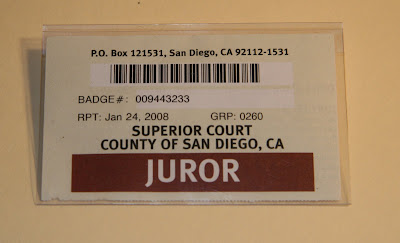 P.O. Box 121531, San Diego, CA 92112-1531
BADGE#: 009443233
RPT: Jan 24, 2008 GRP: 0260
SUPERIOR COURT
COUNTY OF SAN DIEGO, CA
JUROR